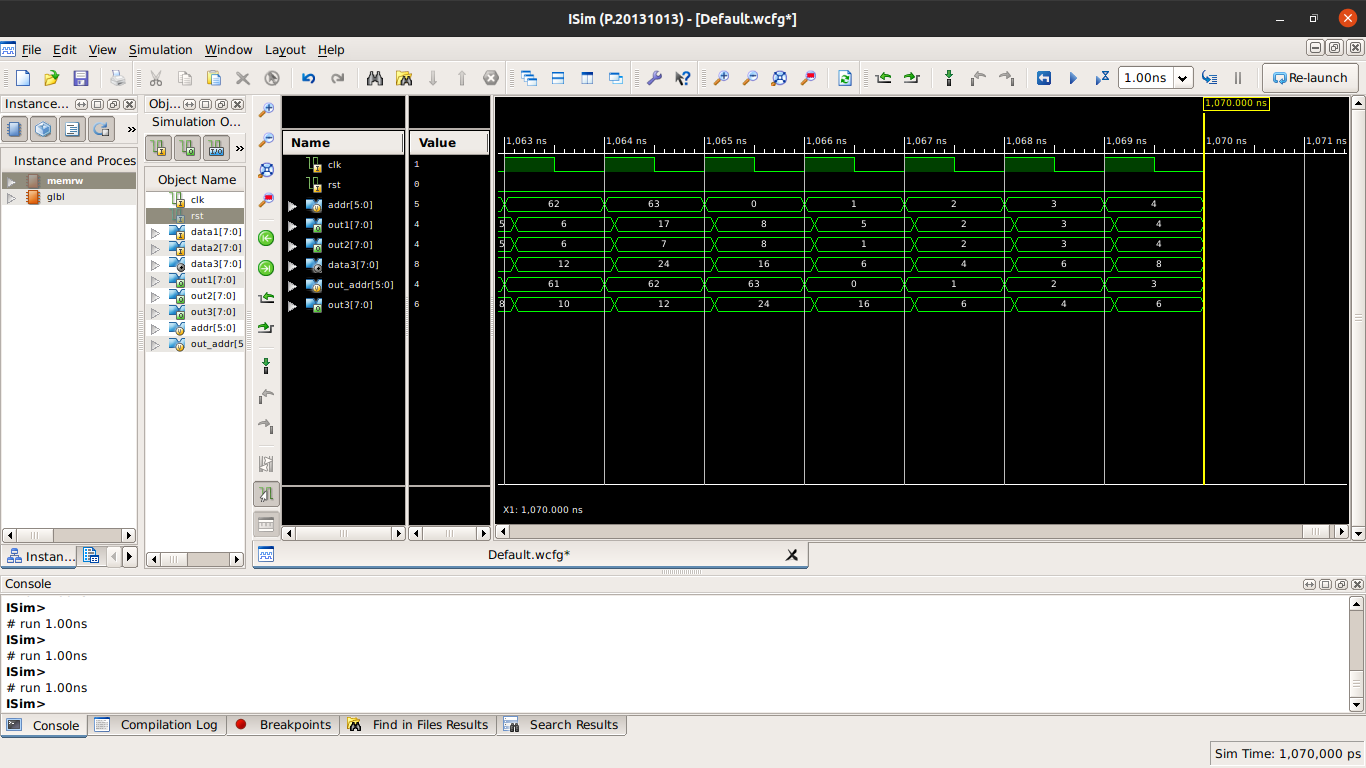 ISim (P.20131013) - [Default.wcfg*]
File Edit View Simulation Window Layout Help
1.00ns
Re-launch
Instance...
Instance and Proces
memrw
glbl
Instan...
Obj...
Simulation O...
»
»
Object Name
clk
rst
data1[7:0]
data2[7:0]
data3[7:0]
out1[7:0]
out2[7:0]
out3[7:0]
addr[5:0]
out_addr[5
Name Value
clk 1
rst 0
addr[5:0] 5
out1[7:0] 4
out2[7:0] 4
data3[7:0] 8
out_addr[5:0] 4
out3[7:0] 6
1,070.000 ns
1,063 ns 1,064 ns 1,065 ns 1,066 ns 1,067 ns 1,068 ns 1,069 ns 1,070 ns 1,071 ns
62 63 0 1 2 3 4
5 6 17 8 5 2 3 4
5 6 7 8 1 2 3 4
12 24 16 6 4 6 8
61 62 63 0 1 2 3
8 10 12 24 16 6 4 6
X1: 1,070.000 ns
Default.wcfg*
Console
ISim>
# run 1.00ns
ISim>
# run 1.00ns
ISim>
# run 1.00ns
ISim>
Console Compilation Log Breakpoints Find in Files Results Search Results
Sim Time: 1,070,000 ps